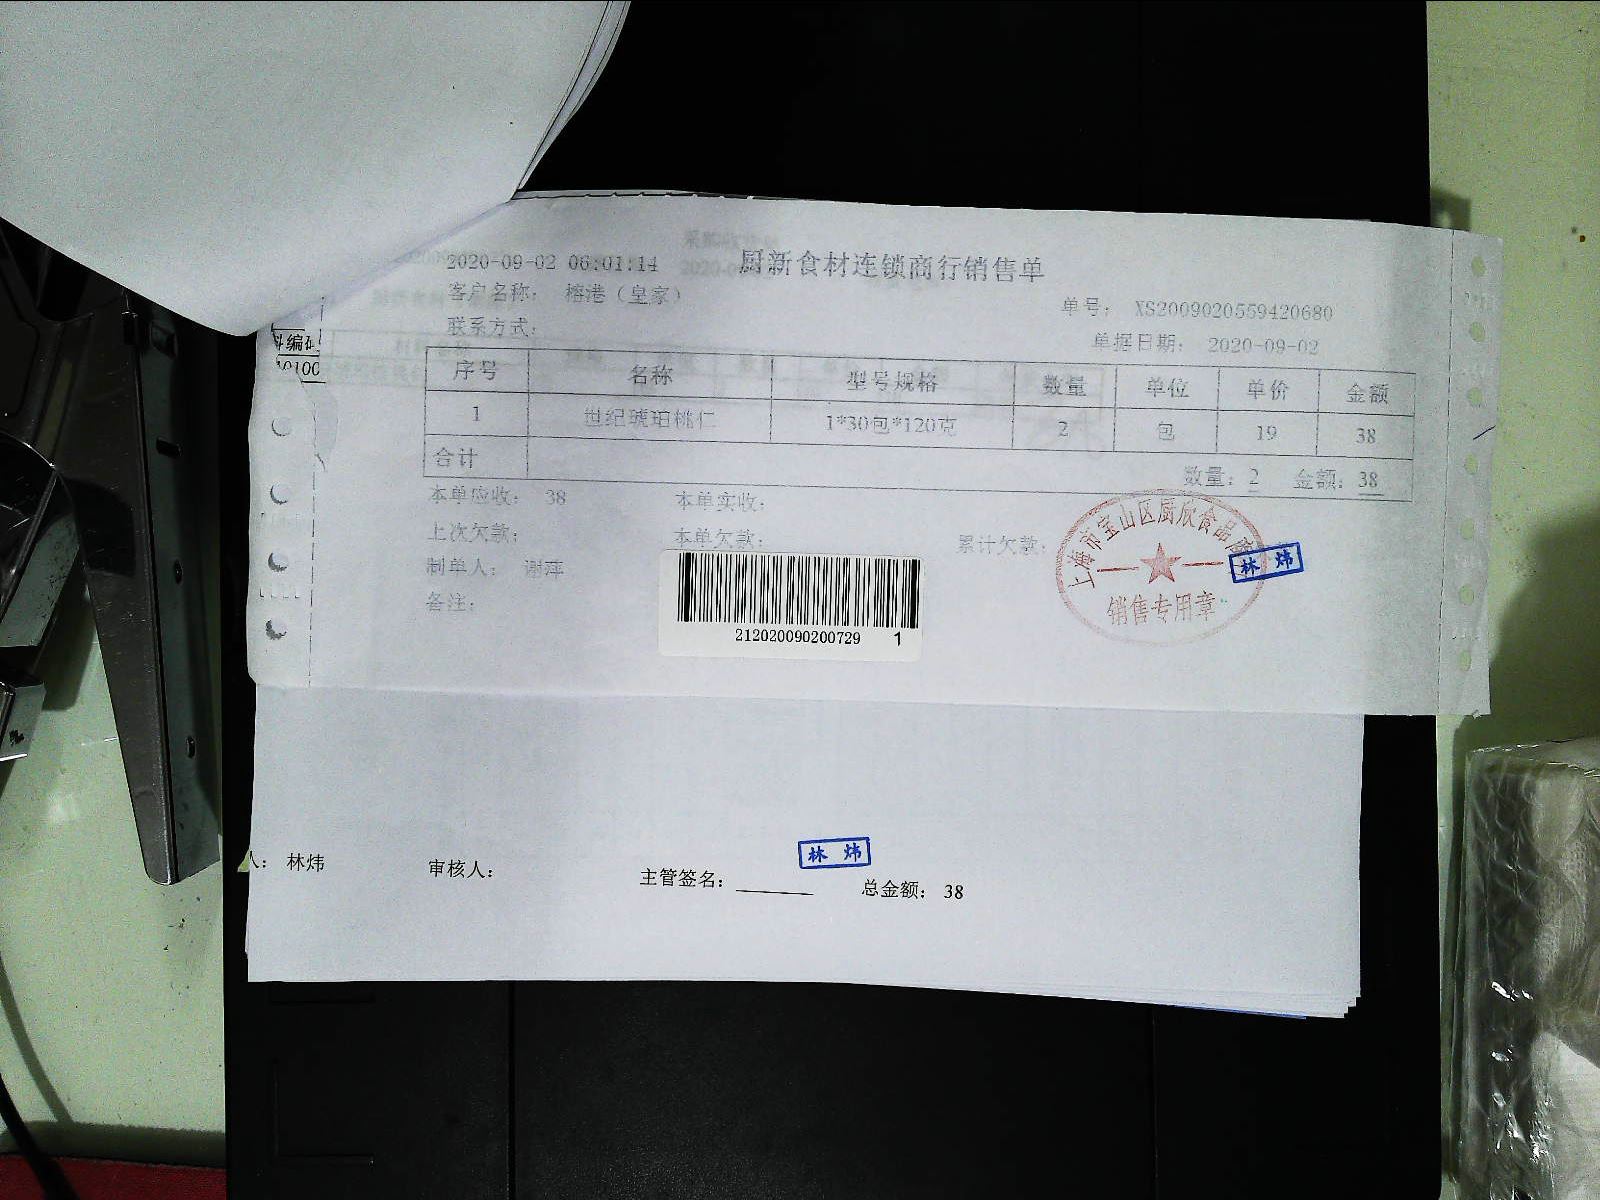 2020-09-02 06:01:14 厨新食材连锁商行销售单
客户名称： 榕港（皇家） 单号： XS2009020559420680
联系方式： 单据日期： 2020-09-02
序号 名称 型号规格 数量 单位 单价 金额
1 世纪琥珀桃仁 1*30包*120克 2 包 19 38
合计 数量：2 金额：38
本单应收： 38 本单实收：
上次欠款： 本单欠款： 累计欠款：
制单人： 谢萍
备注：
上海市宝山区厨欣食品
销售专用章
林 炜
212020090200729 1
料编码
人： 林炜 审核人： 主管签名： 总金额： 38
林 炜